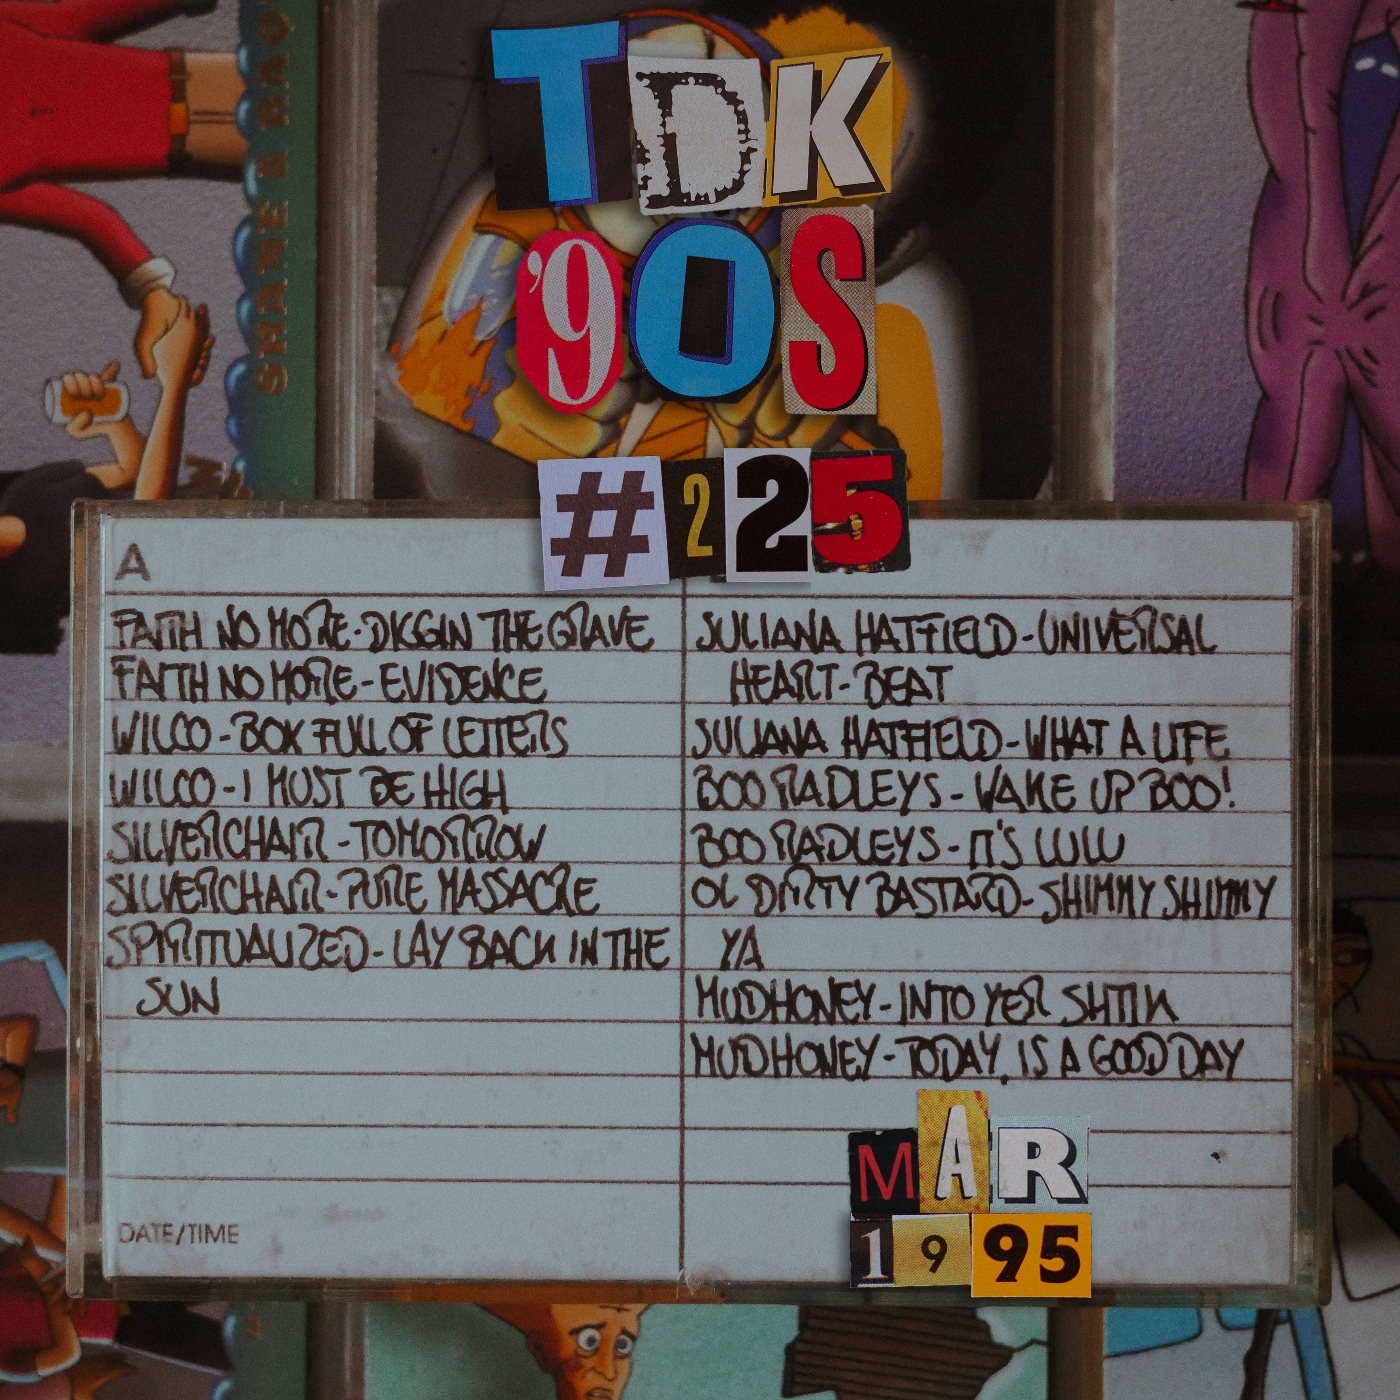 TDK
'90S
#225
SHANE & RAO
A
FAITH NO MORE-DIGGIN THE GRAVE
FAITH NO MORE-EVIDENCE
WILCO-BOX FULL OF LETTERS
WILCO-I MUST BE HIGH
SILVERCHAIR-TOMORROW
SILVERCHAIR-PURE MASSACRE
SPIRITUALIZED-LAY BACK IN THE
SUN
DATE/TIME
JULIANA HATFIELD-UNIVERSAL
HEART-BEAT
JULIANA HATFIELD-WHAT A LIFE
BOO RADLEYS-WAKE UP BOO!
BOO RADLEYS-IT'S LULU
OL DIRTY BASTARD-SHIMMY SHIMMY
YA
MUDHONEY-INTO YER SHTIK
MUDHONEY-TODAY, IS A GOOD DAY
MAR
1995